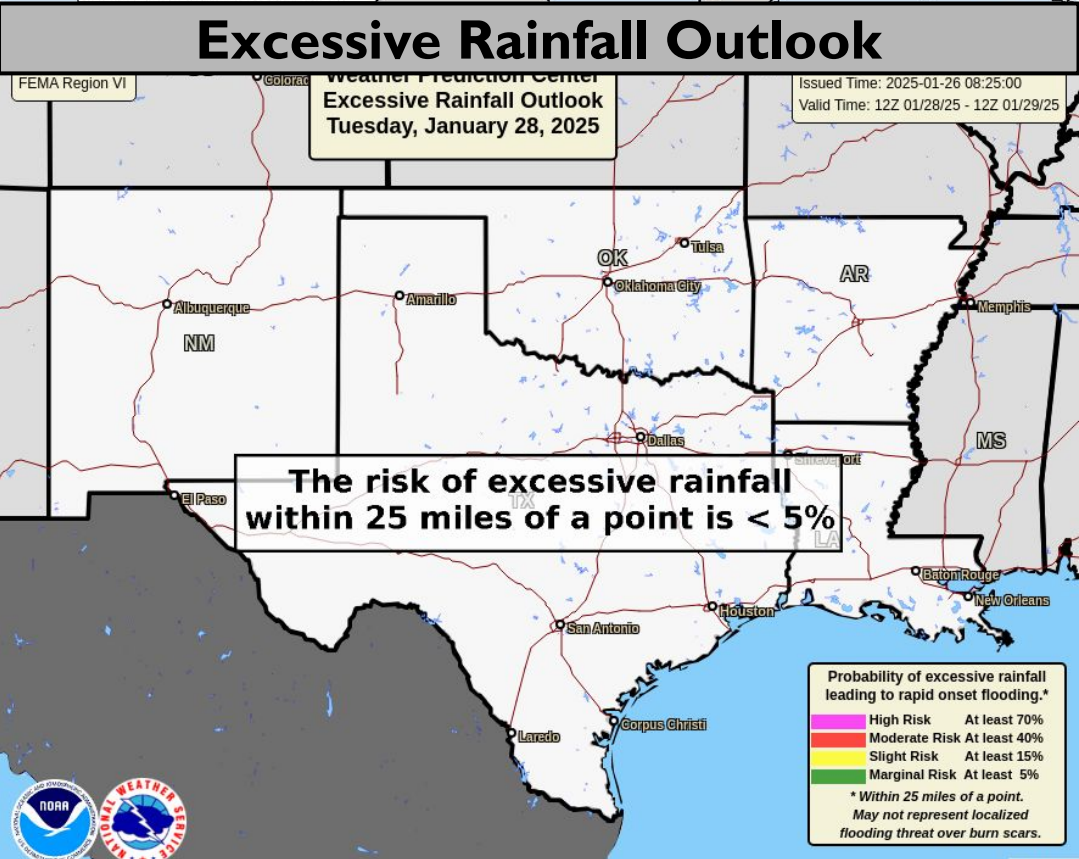 Excessive Rainfall Outlook
FEMA Region VI
Weather Prediction Center
Excessive Rainfall Outlook
Tuesday, January 28, 2025
Issued Time: 2025-01-26 08:25:00
Valid Time: 12Z 01/28/25 - 12Z 01/29/25
Colorad
Tulsa
OK
Oklahoma City
AR
Albuquerque
Amarillo
Memphis
NM
Dallas
MS
Shreveport
El Paso
The risk of excessive rainfall
within 25 miles of a point is < 5%
TX
LA
Baton Rouge
New Orleans
Houston
San Antonio
Corpus Christi
Laredo
Probability of excessive rainfall
leading to rapid onset flooding.*
High Risk At least 70%
Moderate Risk At least 40%
Slight Risk At least 15%
Marginal Risk At least 5%
* Within 25 miles of a point.
May not represent localized
flooding threat over burn scars.
NOAA
NATIONAL WEATHER SERVICE